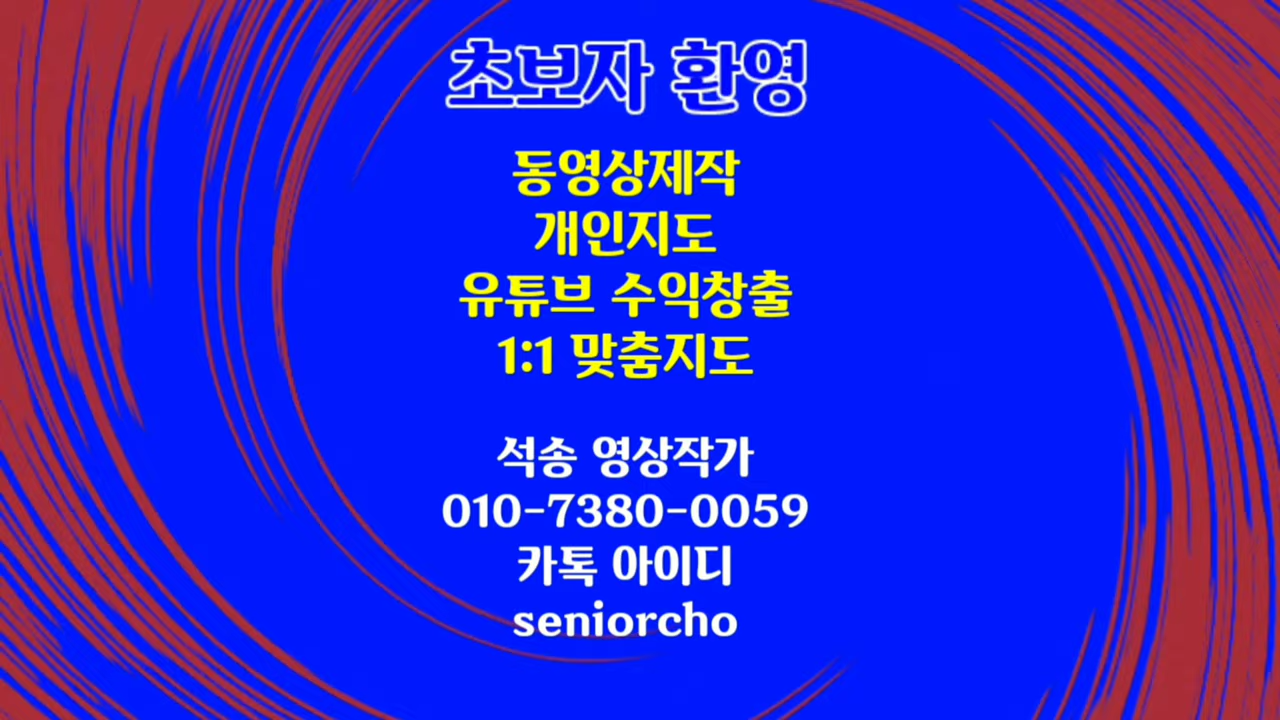 초보자 환영
동영상제작
개인지도
유튜브 수익창출
1:1 맞춤지도
석송 영상작가
010-7380-0059
카톡 아이디
seniorcho